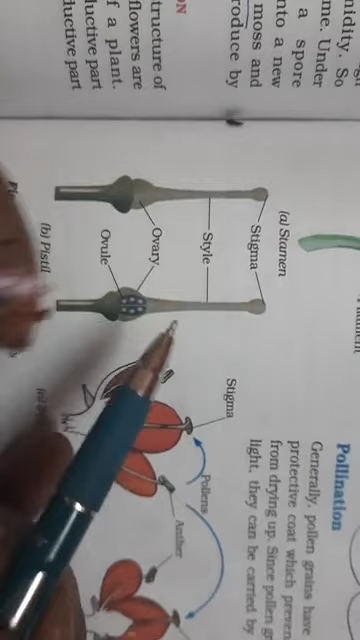 nidity. So
me. Under
a spore
nto a new
moss and
roduce by
ON
tructure of
flowers are
f a plant.
ductive part
ductive part
(a) Stamen
Stigma
Style
Ovary
Ovule
(b) Pistil
Pollination
Generally, pollen grains have
protective coat which
from drying up. Since pollen
light, they can be carried by
Stigma
Pollens
Anther